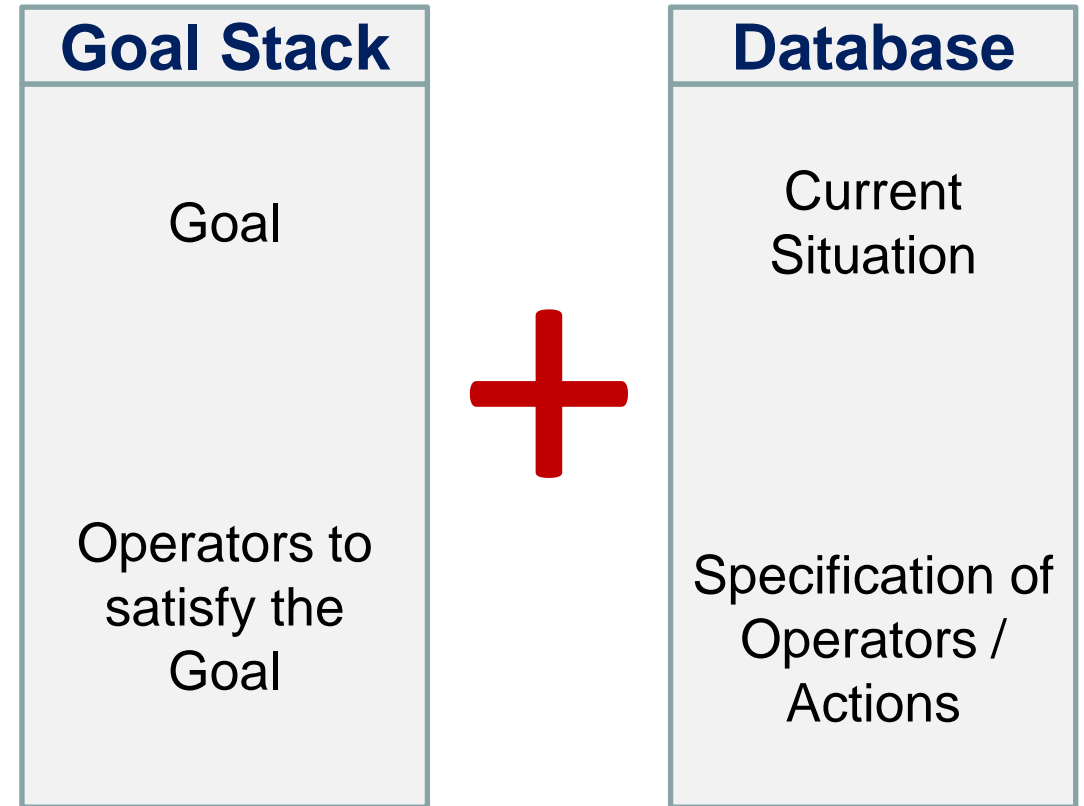 Goal Stack
Goal
Operators to
satisfy the
Goal
Database
Current
Situation
Specification of
Operators /
Actions